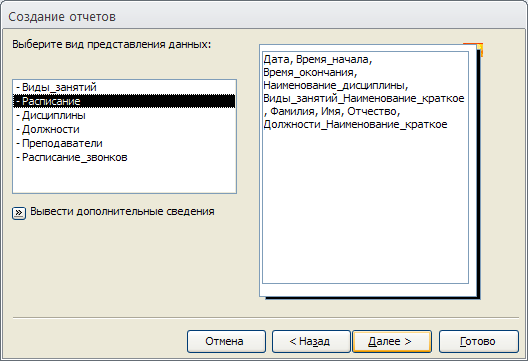 Создание отчетов
Выберите вид представления данных:
- Виды_занятий
- Расписание
- Дисциплины
- Должности
- Преподаватели
- Расписание_звонков
» Вывести дополнительные сведения
Дата, Время_начала,
Время_окончания,
Наименование_дисциплины,
Виды_занятий_Наименование_краткое
, Фамилия, Имя, Отчество,
Должности_Наименование_краткое
Отмена
< Назад
Далее >
Готово